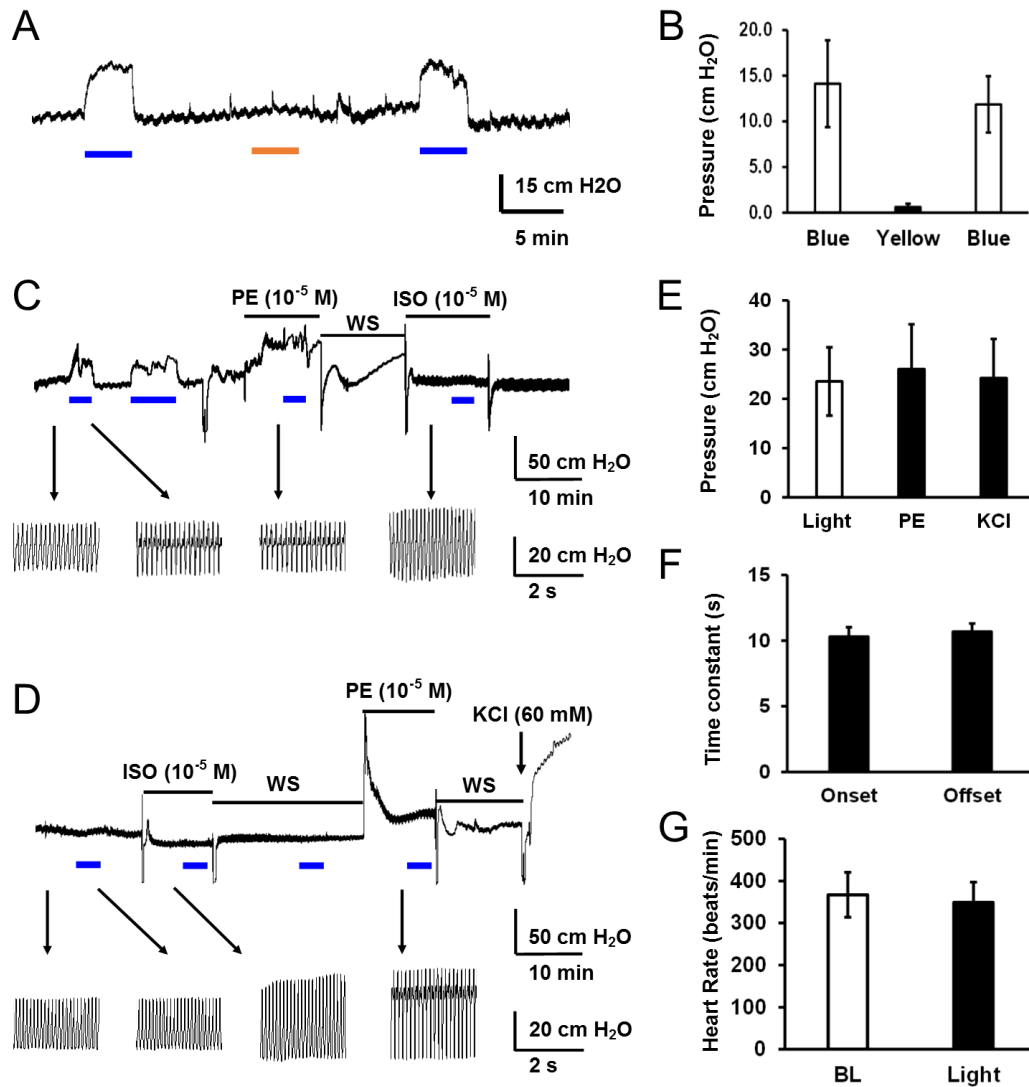 A
15 cm H2O
5 min
B
Pressure (cm H₂O)
20.0
15.0
10.0
5.0
0.0
Blue Yellow Blue
C
PE (10⁻⁵ M)
WS
ISO (10⁻⁵ M)
50 cm H₂O
10 min
20 cm H₂O
2 s
D
ISO (10⁻⁵ M)
WS
PE (10⁻⁵ M)
WS
KCl (60 mM)
50 cm H₂O
10 min
20 cm H₂O
2 s
E
Pressure (cm H₂O)
40
30
20
10
0
Light PE KCl
F
Time constant (s)
15
10
5
0
Onset Offset
G
Heart Rate (beats/min)
500
400
300
200
100
0
BL Light